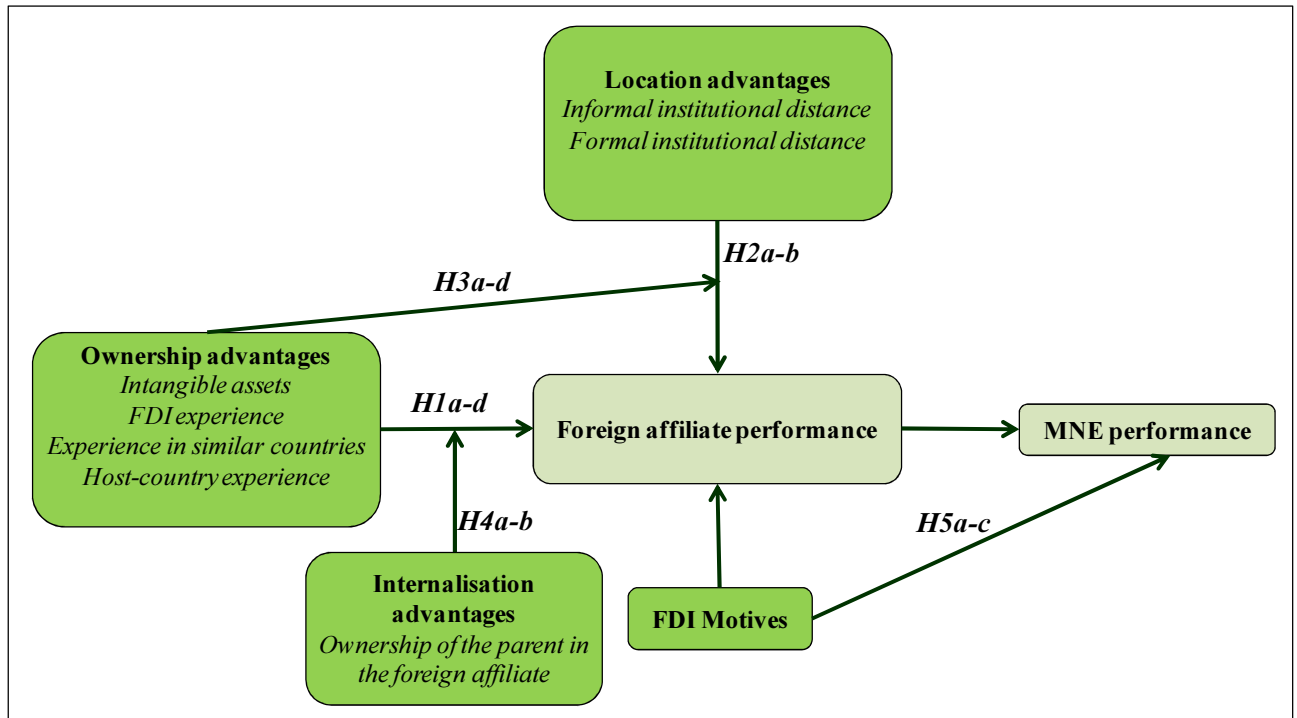 Location advantages
Informal institutional distance
Formal institutional distance
H2a-b
H3a-d
Ownership advantages
Intangible assets
FDI experience
Experience in similar countries
Host-country experience
H1a-d
Foreign affiliate performance
MNE performance
H4a-b
H5a-c
Internalisation
advantages
Ownership of the parent in
the foreign affiliate
FDI Motives